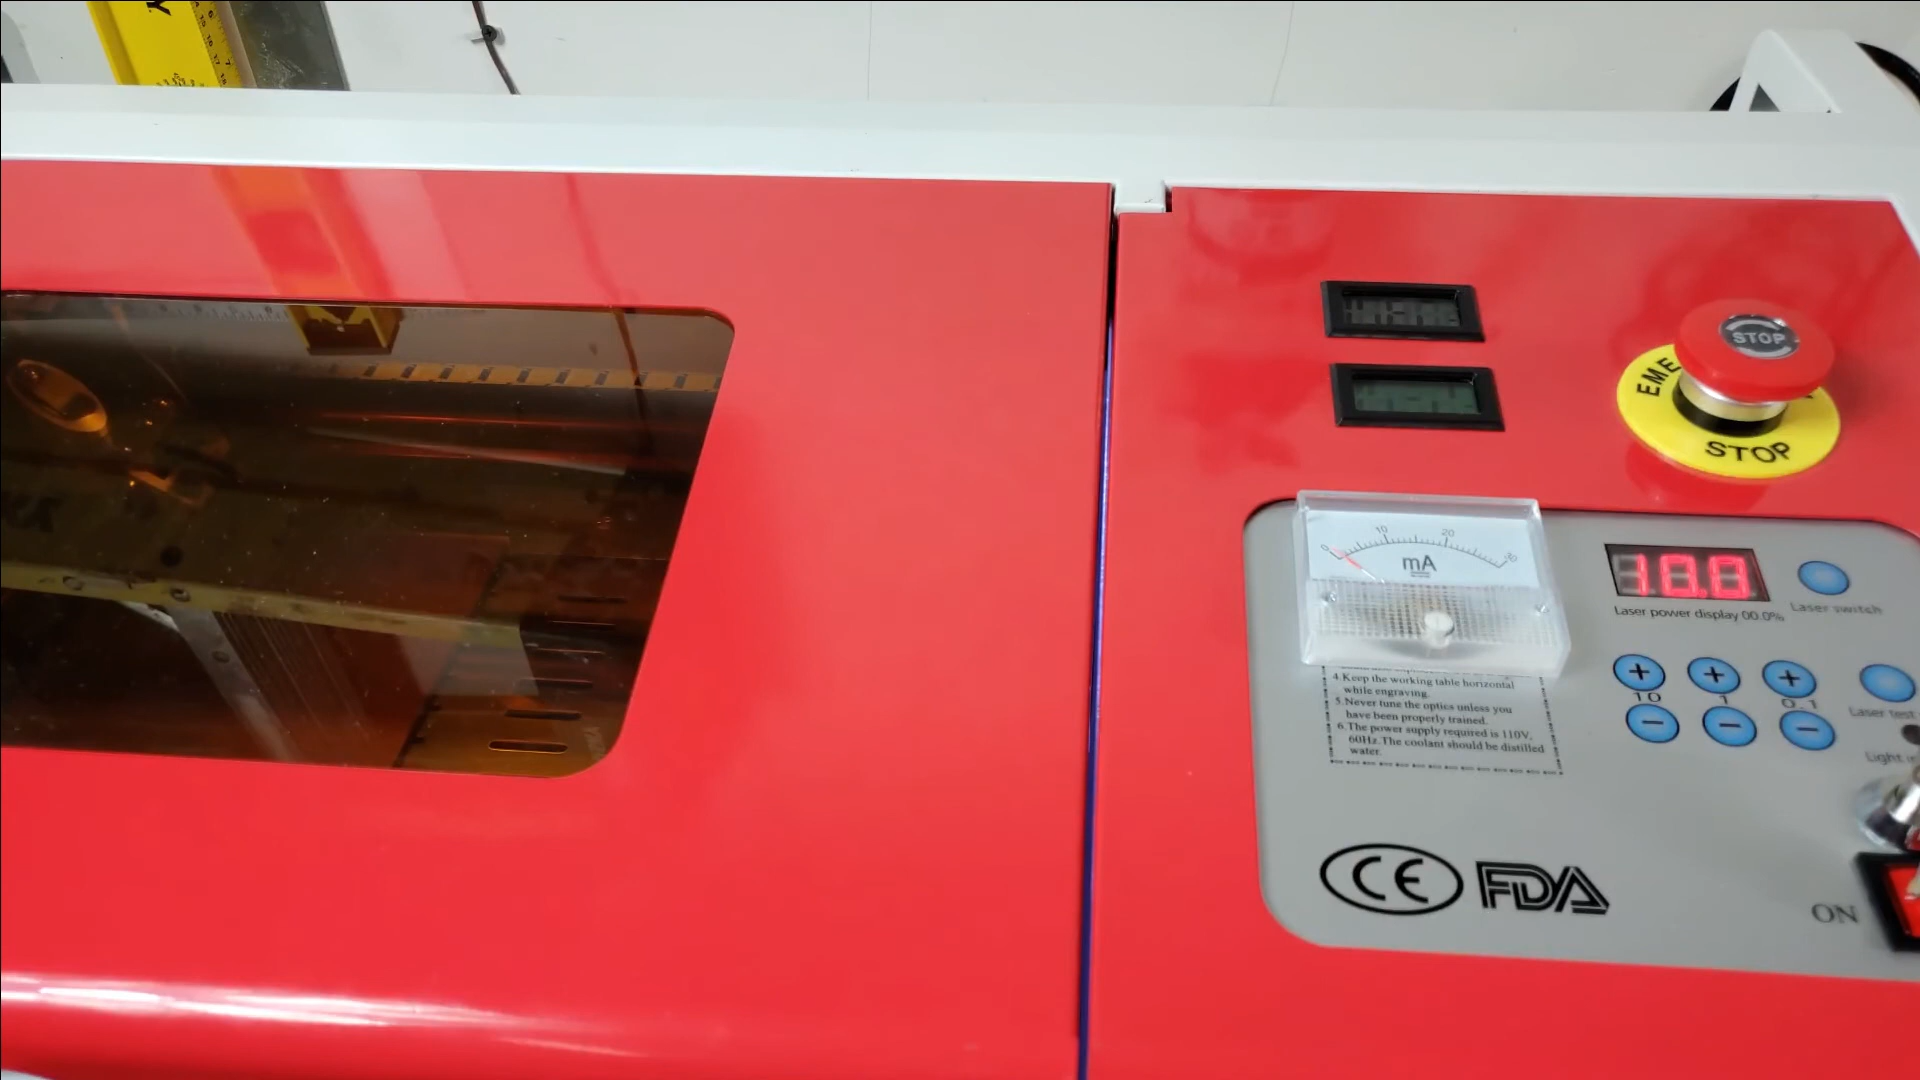 STOP
EME
STOP
0 10 20 30
mA
10.0
Laser power display 00.0%
Laser switch
+ + +
10 1 0.1
- - -
Laser test
Light
4.Keep the working table horizontal
while engraving.
5.Never tune the optics unless you
have been properly trained.
6.The power supply required is 110V,
60Hz.The coolant should be distilled
water.
CE FDA
ON